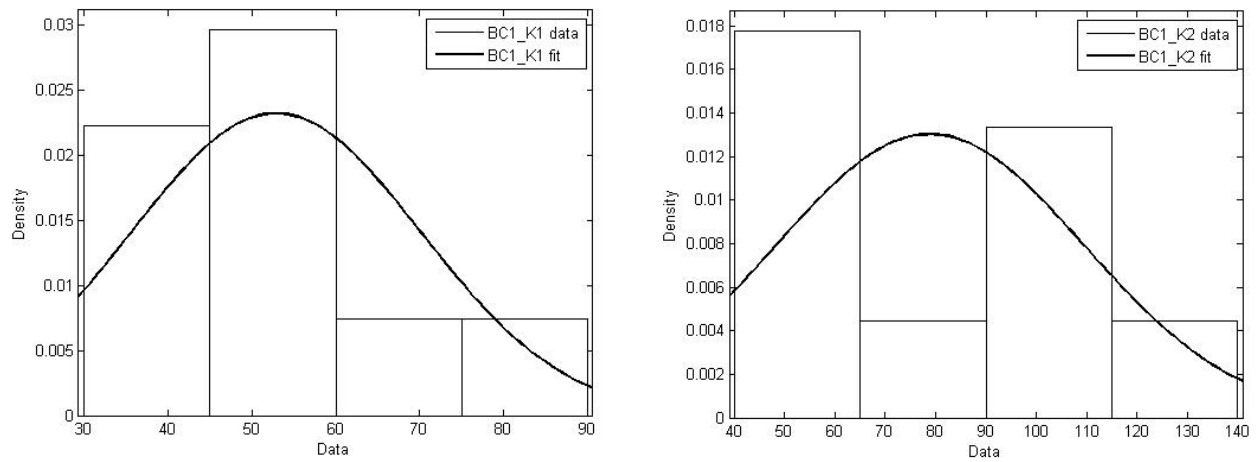 0.03
0.025
0.02
0.015
0.01
0.005
0
Density
30 40 50 60 70 80 90
Data
BC1_K1 data
BC1_K1 fit
0.018
0.016
0.014
0.012
0.010
0.008
0.006
0.004
0.002
0
Density
40 50 60 70 80 90 100 110 120 130 140
Data
BC1_K2 data
BC1_K2 fit